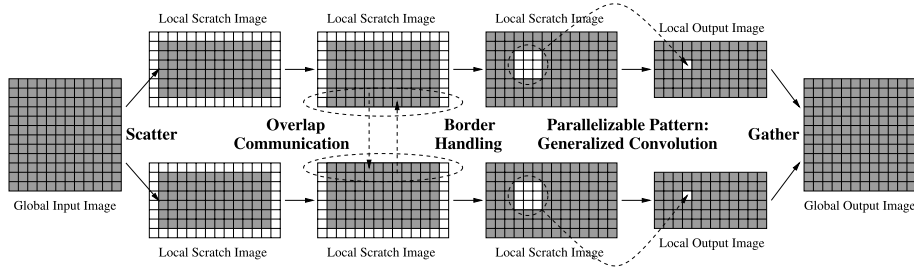 Local Scratch Image
Local Scratch Image
Local Scratch Image
Local Output Image
Scatter
Overlap
Communication
Border
Handling
Parallelizable Pattern:
Generalized Convolution
Gather
Global Input Image
Global Output Image
Local Scratch Image
Local Scratch Image
Local Scratch Image
Local Output Image